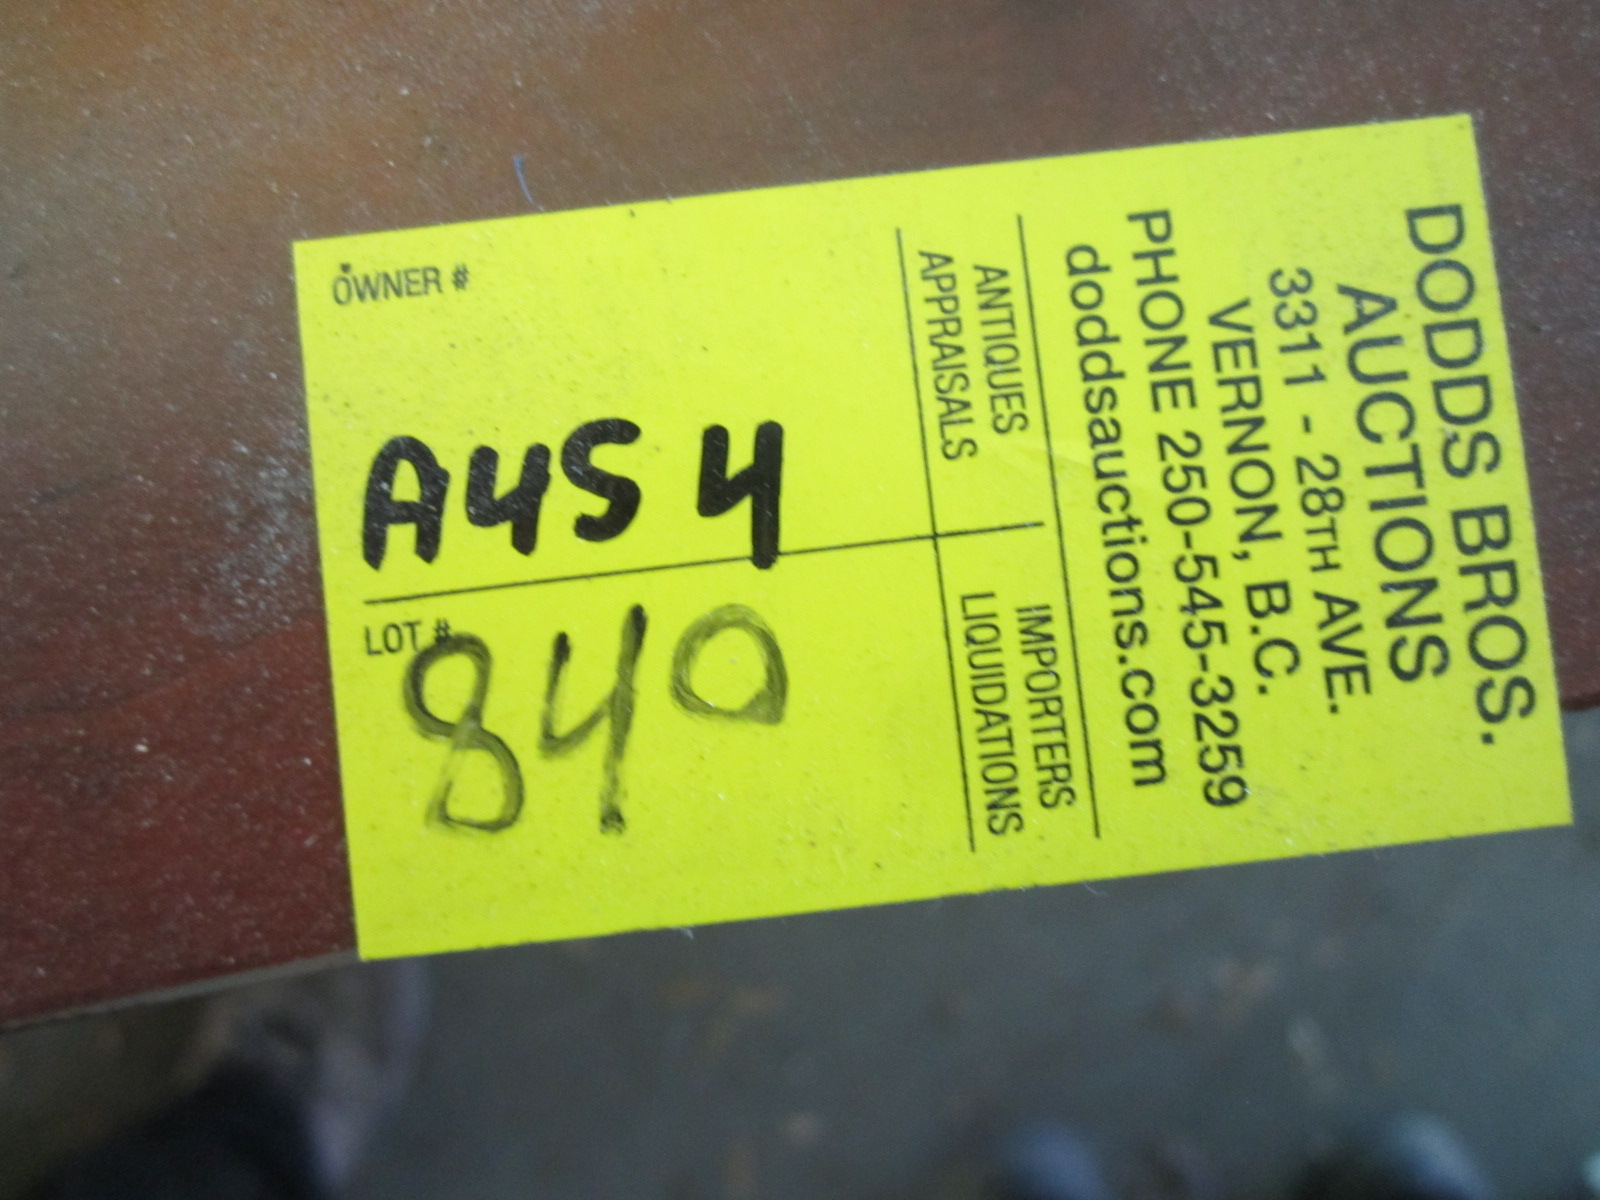 DODDS BROS.
AUCTIONS
3311 - 28TH AVE.
VERNON, B.C.
PHONE 250-545-3259
doddsauctions.com
ANTIQUES IMPORTERS
APPRAISALS LIQUIDATIONS
OWNER #
A4S 4
LOT #
840